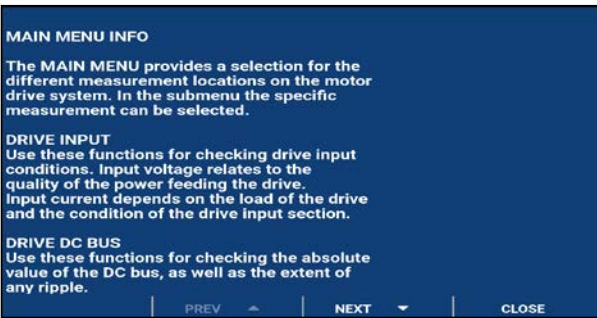 MAIN MENU INFO
The MAIN MENU provides a selection for the
different measurement locations on the motor
drive system. In the submenu the specific
measurement can be selected.
DRIVE INPUT
Use these functions for checking drive input
conditions. Input voltage relates to the
quality of the power feeding the drive.
Input current depends on the load of the drive
and the condition of the drive input section.
DRIVE DC BUS
Use these functions for checking the absolute
value of the DC bus, as well as the extent of
any ripple.
PREV NEXT CLOSE